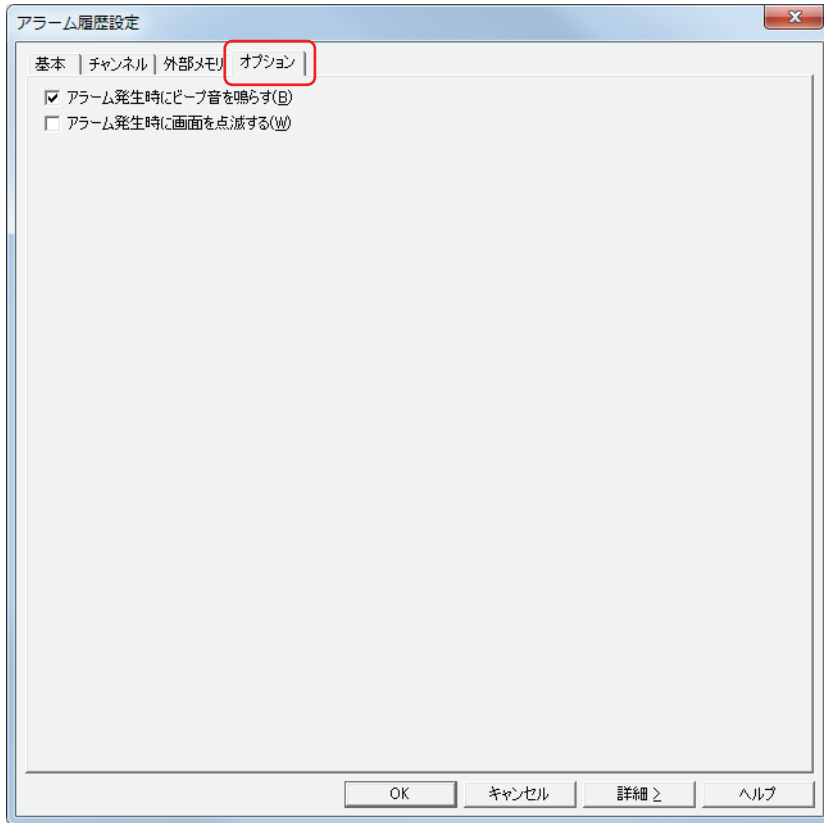 アラーム履歴設定
基本 チャンネル 外部メモリ オプション
アラーム発生時にビープ音を鳴らす(B)
アラーム発生時に画面を点滅する(W)
OK キャンセル 詳細 > ヘルプ